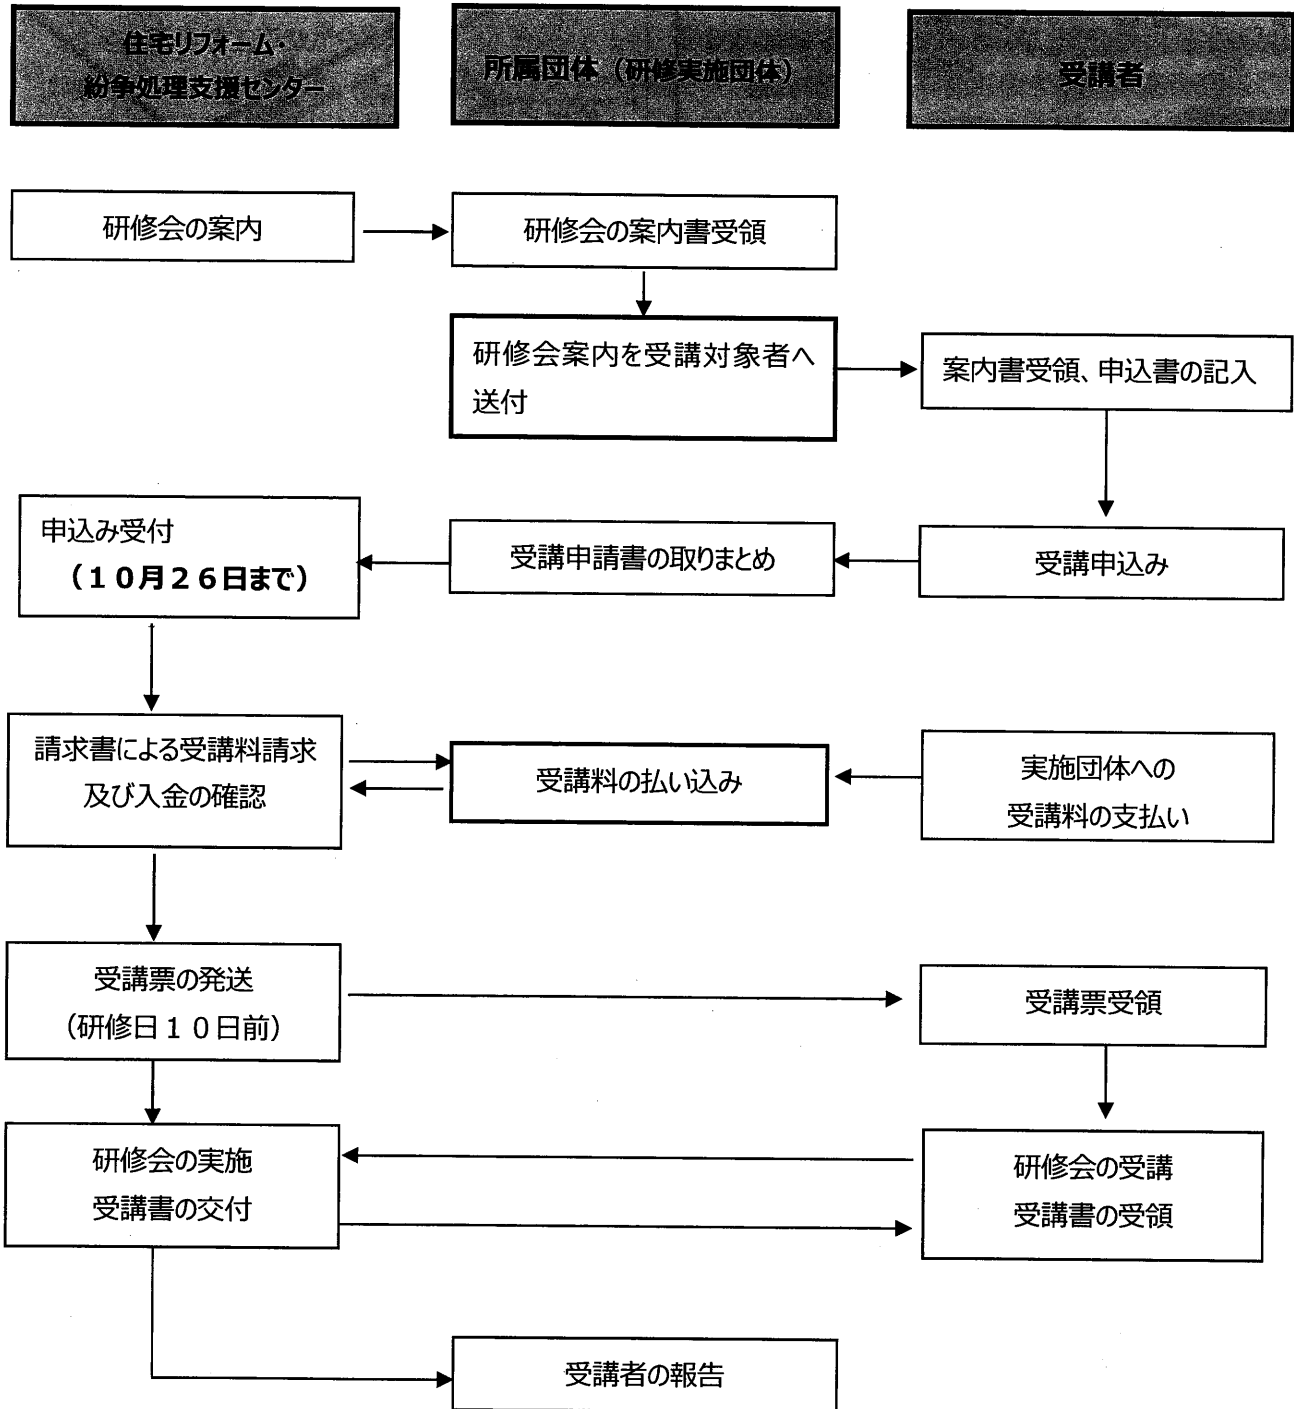 住宅リフォーム・
紛争処理支援センター
所属団体（研修実施団体）
受講者
研修会の案内
研修会の案内書受領
研修会案内を受講対象者へ
送付
案内書受領、申込書の記入
申込み受付
（１０月２６日まで）
受講申請書の取りまとめ
受講申込み
請求書による受講料請求
及び入金の確認
受講料の払い込み
実施団体への
受講料の支払い
受講票の発送
（研修日１０日前）
受講票受領
研修会の実施
受講書の交付
研修会の受講
受講書の受領
受講者の報告